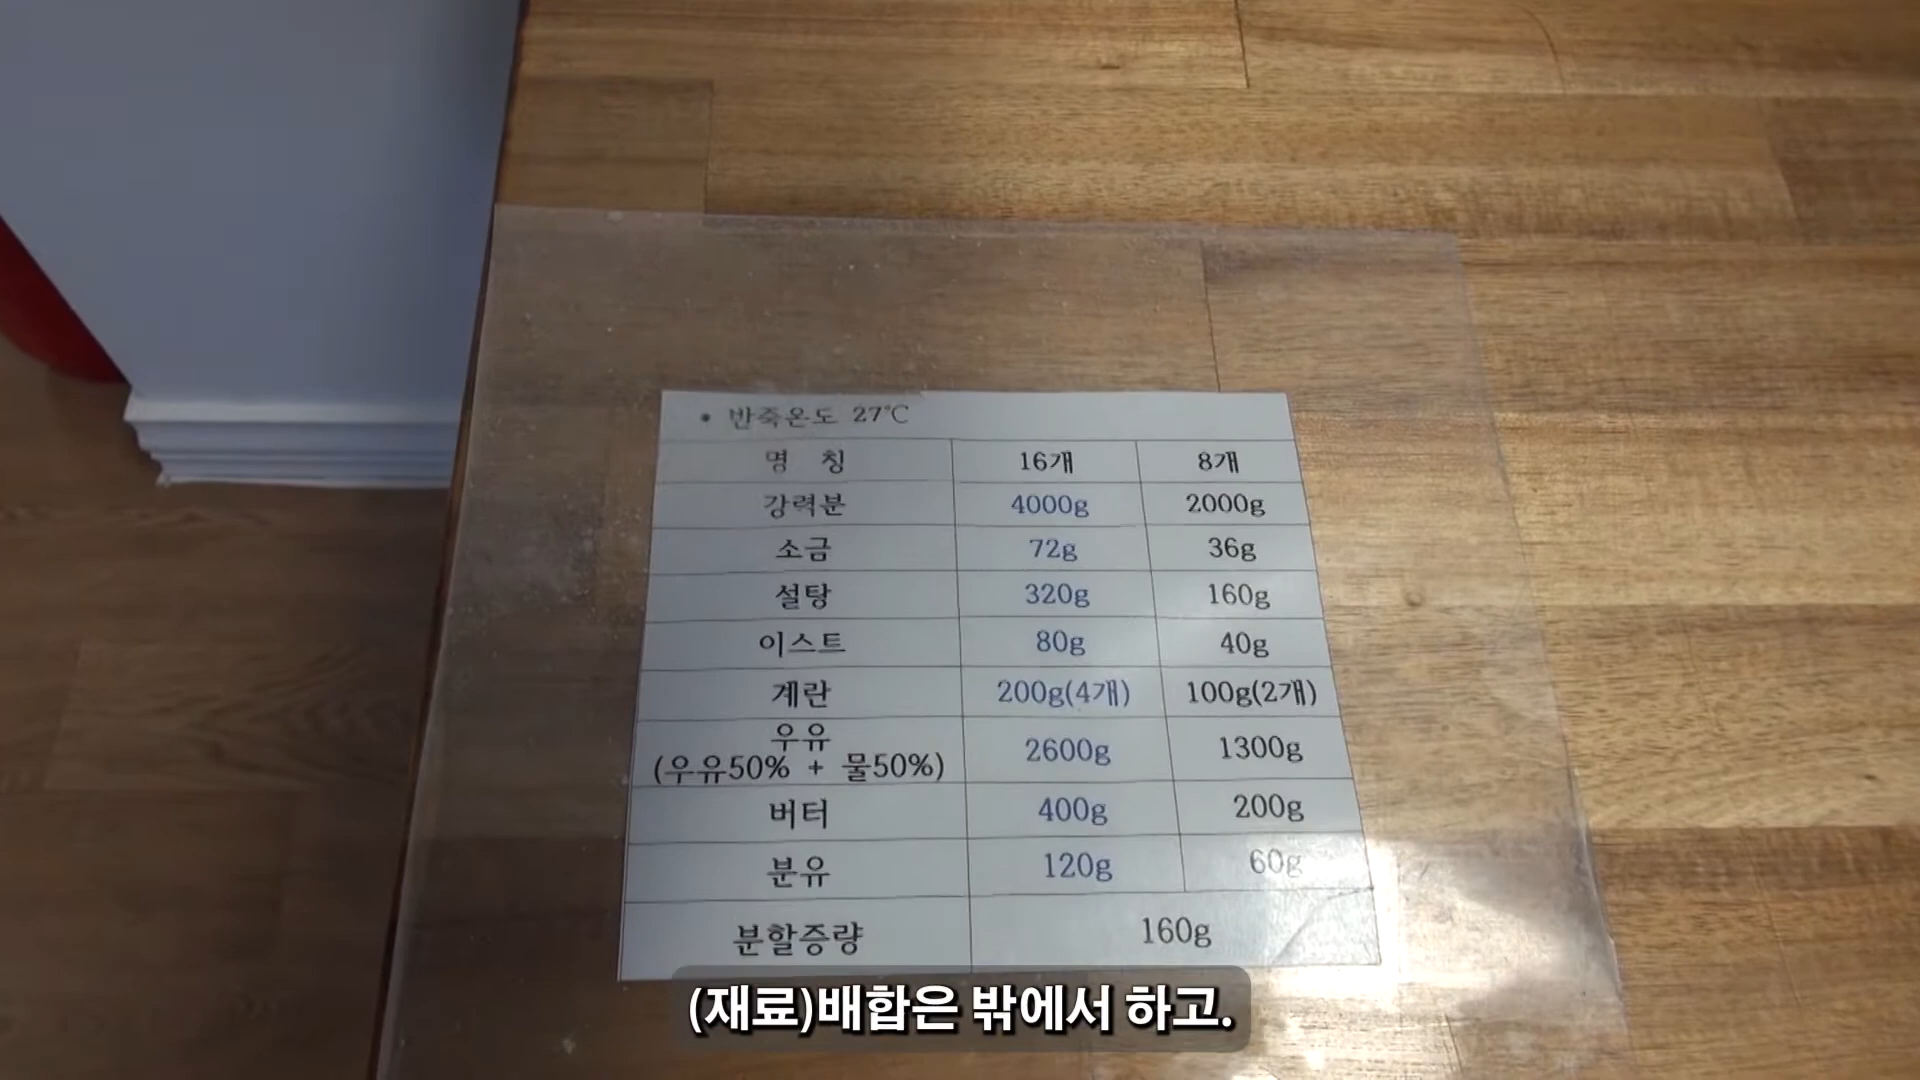 * 반죽온도 27℃
명 칭 16개 8개
강력분 4000g 2000g
소금 72g 36g
설탕 320g 160g
이스트 80g 40g
계란 200g(4개) 100g(2개)
우유
(우유50% + 물50%) 2600g 1300g
버터 400g 200g
분유 120g 60g
분할증량 160g
(재료)배합은 밖에서 하고.